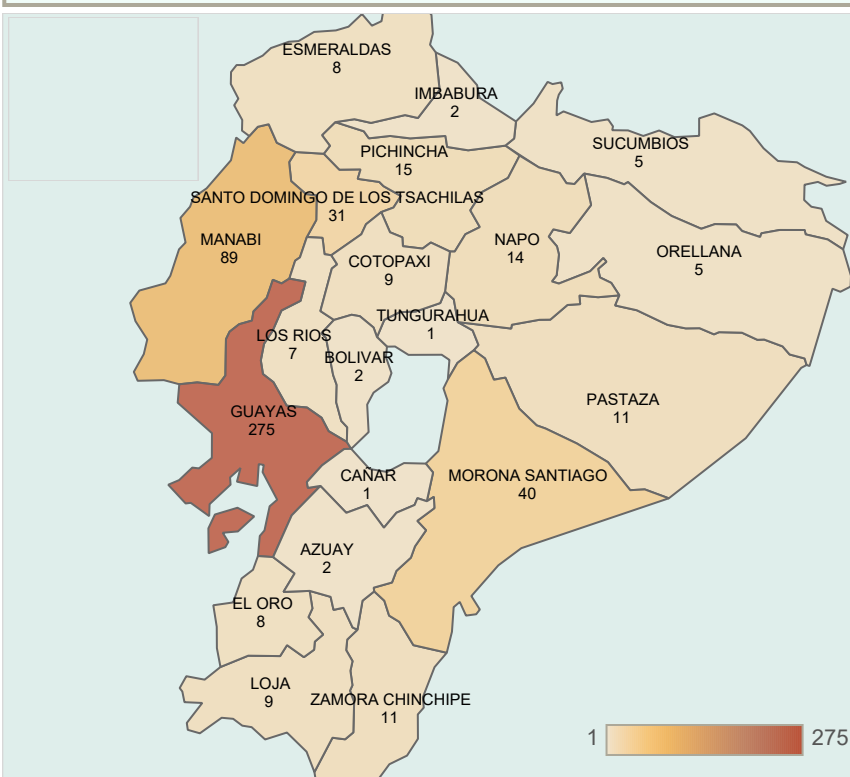 ESMERALDAS
8
IMBABURA
2
SUCUMBIOS
5
PICHINCHA
15
SANTO DOMINGO DE LOS TSACHILAS
31
MANABI
89
NAPO
14
ORELLANA
5
COTOPAXI
9
TUNGURAHUA
1
LOS RIOS
7
BOLIVAR
2
PASTAZA
11
GUAYAS
275
CAÑAR
1
MORONA SANTIAGO
40
AZUAY
2
EL ORO
8
LOJA
9
ZAMORA CHINCHIPE
11
1
275